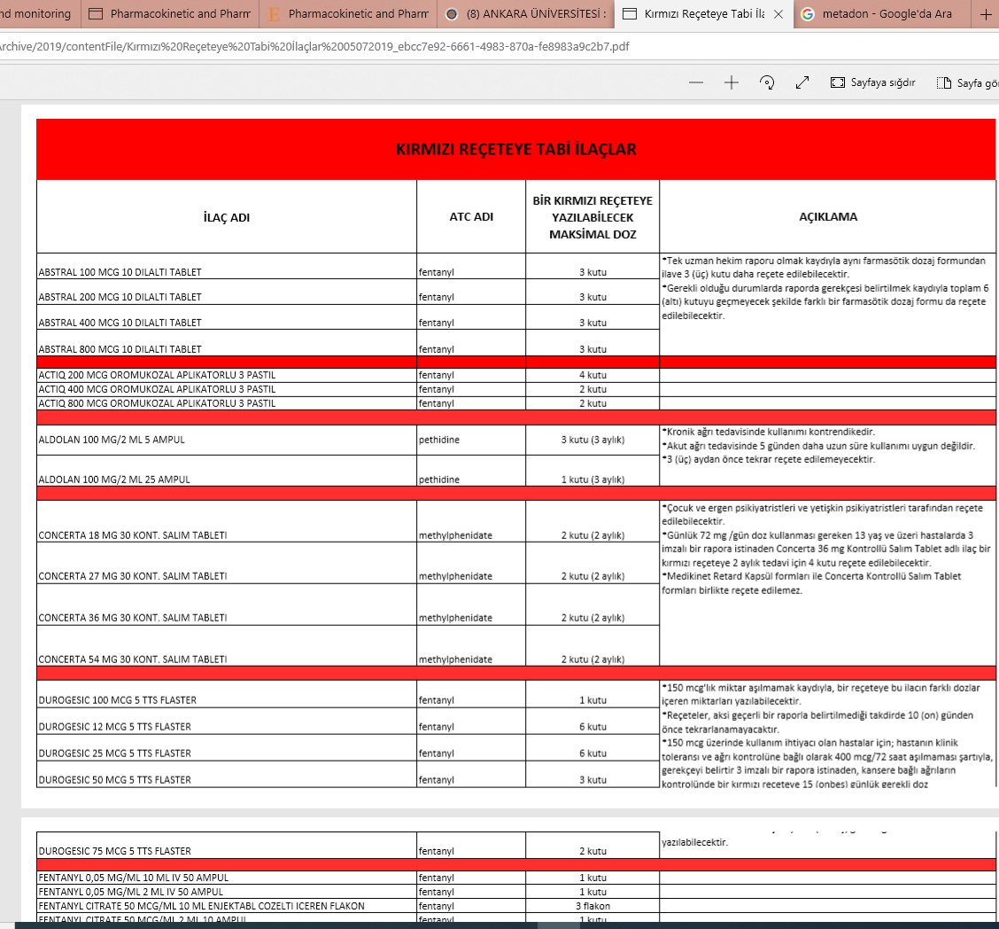 nd monitoring
Pharmacokinetic and Pharm
Pharmacokinetic and Pharm
(8) ANKARA ÜNİVERSİTESİ :
Kırmızı Reçeteye Tabi İla
metadon - Google'da Ara
rchive/2019/contentFile/Kırmızı%20Reçeteye%20Tabi%20İlaçlar%2005072019_ebcc7e92-6661-4983-870a-fe8983a9c2b7.pdf
Sayfaya sığdır
Sayfa gö
KIRMIZI REÇETEYE TABİ İLAÇLAR
İLAÇ ADI
ATC ADI
BİR KIRMIZI REÇETEYE
YAZILABİLECEK
MAKSİMAL DOZ
AÇIKLAMA
ABSTRAL 100 MCG 10 DILALTI TABLET fentanyl 3 kutu
ABSTRAL 200 MCG 10 DILALTI TABLET fentanyl 3 kutu
ABSTRAL 400 MCG 10 DILALTI TABLET fentanyl 3 kutu
ABSTRAL 800 MCG 10 DILALTI TABLET fentanyl 3 kutu
*Tek uzman hekim raporu olmak kaydıyla aynı farmasötik dozaj formundan
ilave 3 (üç) kutu daha reçete edilebilecektir.
*Gerekli olduğu durumlarda raporda gerekçesi belirtilmek kaydıyla toplam 6
(altı) kutuyu geçmeyecek şekilde farklı bir farmasötik dozaj formu da reçete
edilebilecektir.
ACTIQ 200 MCG OROMUKOZAL APLIKATORLU 3 PASTIL fentanyl 4 kutu
ACTIQ 400 MCG OROMUKOZAL APLIKATORLU 3 PASTIL fentanyl 2 kutu
ACTIQ 800 MCG OROMUKOZAL APLIKATORLU 3 PASTIL fentanyl 2 kutu
ALDOLAN 100 MG/2 ML 5 AMPUL pethidine 3 kutu (3 aylık)
ALDOLAN 100 MG/2 ML 25 AMPUL pethidine 1 kutu (3 aylık)
*Kronik ağrı tedavisinde kullanımı kontrendikedir.
*Akut ağrı tedavisinde 5 günden daha uzun süre kullanımı uygun değildir.
*3 (üç) aydan önce tekrar reçete edilemeyecektir.
CONCERTA 18 MG 30 KONT. SALIM TABLETI methylphenidate 2 kutu (2 aylık)
CONCERTA 27 MG 30 KONT. SALIM TABLETI methylphenidate 2 kutu (2 aylık)
CONCERTA 36 MG 30 KONT. SALIM TABLETI methylphenidate 2 kutu (2 aylık)
CONCERTA 54 MG 30 KONT. SALIM TABLETI methylphenidate 2 kutu (2 aylık)
*Çocuk ve ergen psikiyatristleri ve yetişkin psikiyatristleri tarafından reçete
edilebilecektir.
*Günlük 72 mg /gün doz kullanması gereken 13 yaş ve üzeri hastalarda 3
imzalı bir rapora istinaden Concerta 36 mg Kontrollü Salım Tablet adlı ilaç bir
kırmızı reçeteye 2 aylık tedavi için 4 kutu reçete edilebilecektir.
*Medikinet Retard Kapsül formları ile Concerta Kontrollü Salım Tablet
formları birlikte reçete edilemez.
DUROGESIC 100 MCG 5 TTS FLASTER fentanyl 1 kutu
DUROGESIC 12 MCG 5 TTS FLASTER fentanyl 6 kutu
DUROGESIC 25 MCG 5 TTS FLASTER fentanyl 6 kutu
DUROGESIC 50 MCG 5 TTS FLASTER fentanyl 3 kutu
*150 mcg'lık miktar aşılmamak kaydıyla, bir reçeteye bu ilacın farklı dozlar
içeren miktarları yazılabilecektir.
*Reçeteler, aksi geçerli bir raporla belirtilmediği takdirde 10 (on) günden
önce tekrarlanamayacaktır.
*150 mcg üzerinde kullanım ihtiyacı olan hastalar için; hastanın klinik
toleransı ve ağrı kontrolüne bağlı olarak 400 mcg/72 saat aşılmaması şartıyla,
gerekçeyi belirtir 3 imzalı bir rapora istinaden, kansere bağlı ağrıların
kontrolünde bir kırmızı reçeteye 15 (onbeş) günlük gerekli doz
yazılabilecektir.
DUROGESIC 75 MCG 5 TTS FLASTER fentanyl 2 kutu
FENTANYL 0,05 MG/ML 10 ML IV 50 AMPUL fentanyl 1 kutu
FENTANYL 0,05 MG/ML 2 ML IV 50 AMPUL fentanyl 1 kutu
FENTANYL CITRATE 50 MCG/ML 10 ML ENJEKTABL COZELTI ICEREN FLAKON fentanyl 3 flakon
FENTANYL CITRATE 50 MCG/ML 2 ML 10 AMPUL fentanyl 1 kutu